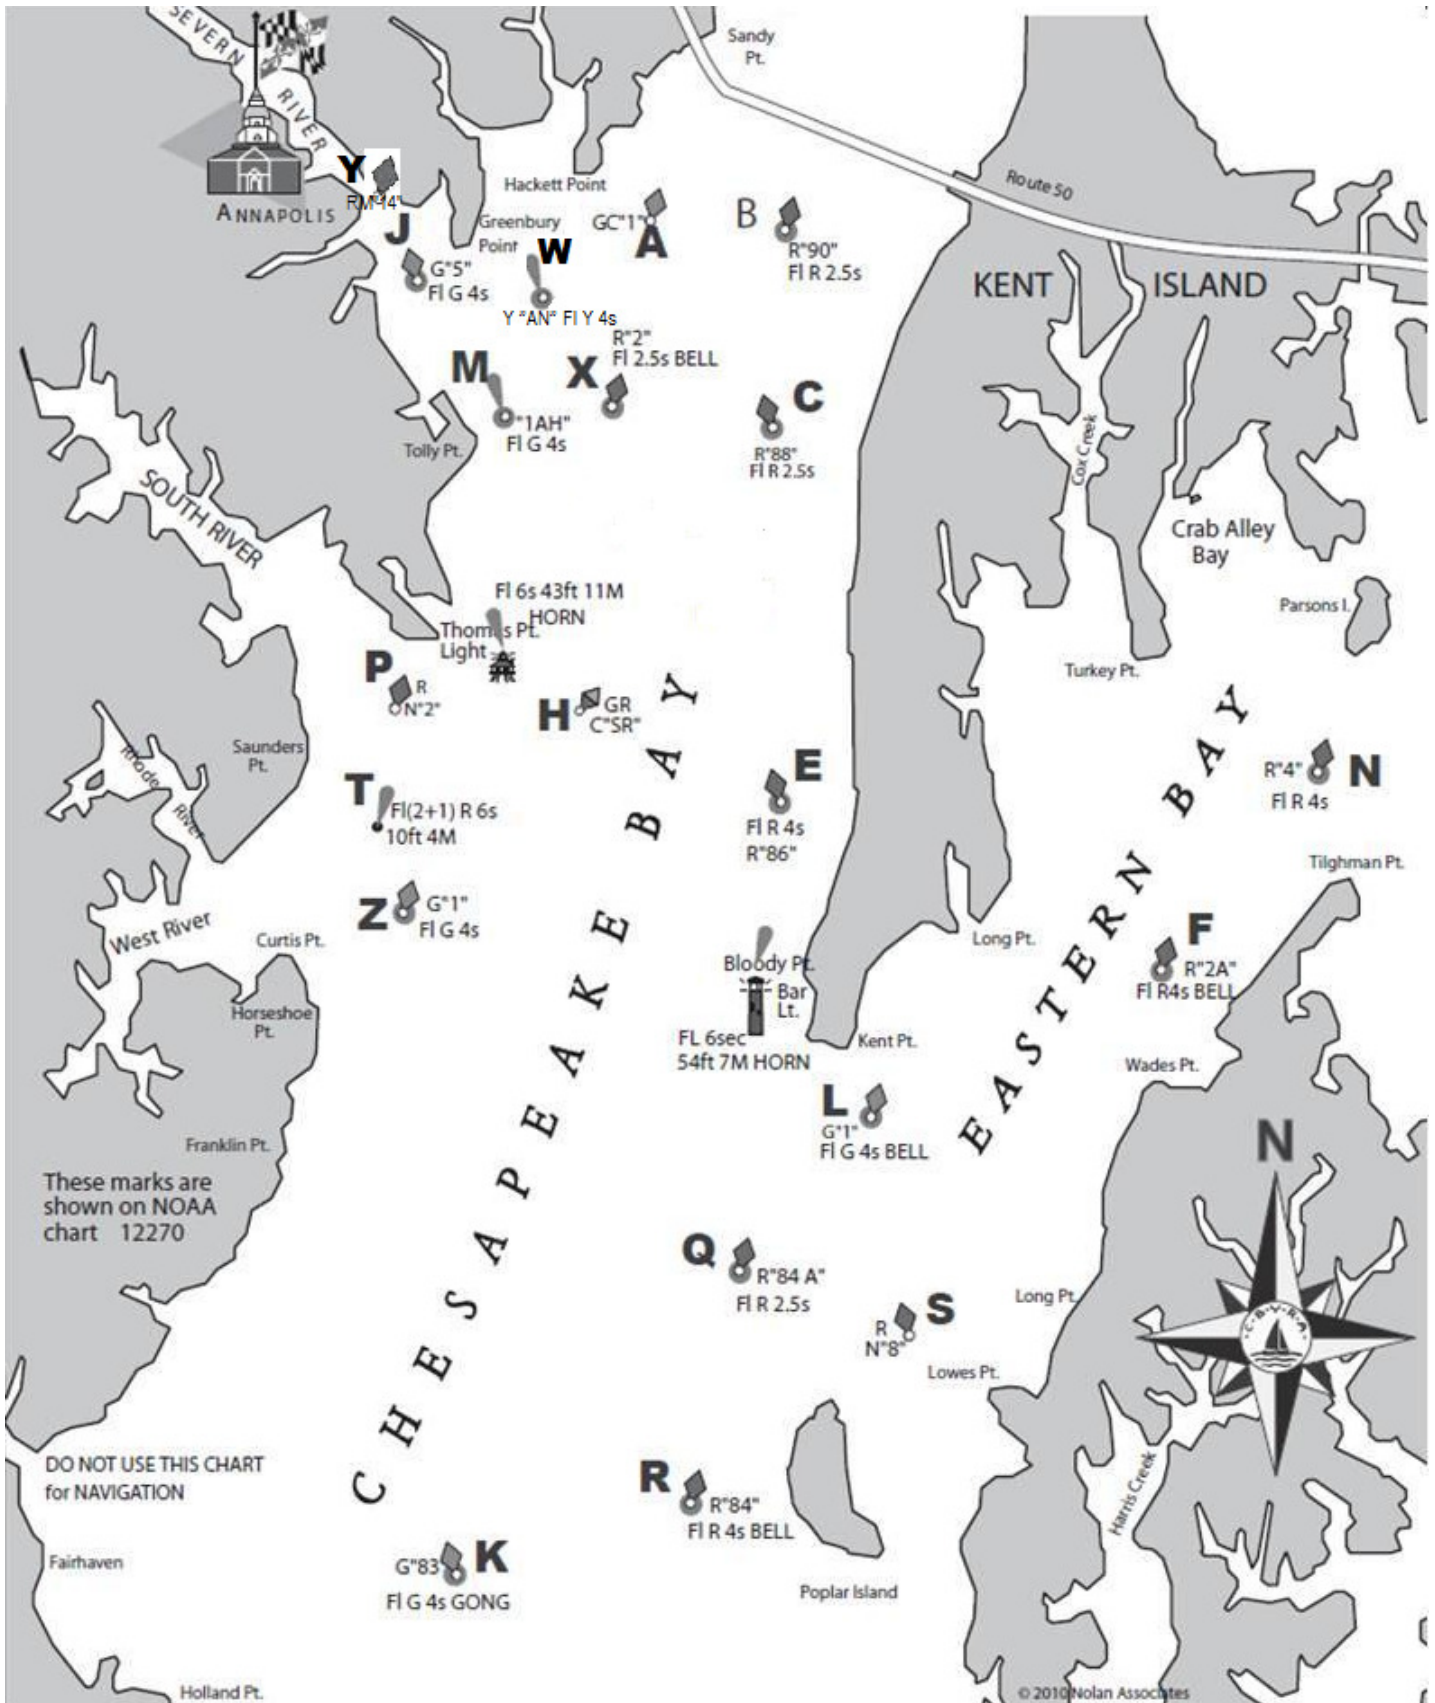 SEVERN
RIVER
Sandy
Pt.
Y
RM"14"
ANNAPOLIS
Hackett Point
Route 50
J
G"5"
Fl G 4s
Greenbury
Point
W
Y "AN" Fl Y 4s
GC"1"
A
B
R"90"
Fl R 2.5s
KENT ISLAND
R"2"
Fl 2.5s BELL
X
M
"1AH"
Fl G 4s
C
R"88"
Fl R 2.5s
Tolly Pt.
Cox Creek
SOUTH RIVER
Crab Alley
Bay
Fl 6s 43ft 11M
HORN
Thomas Pt.
Light
Parsons I.
P
R
N"2"
H
GR
C"SR"
Turkey Pt.
Rhode
River
Saunders
Pt.
T
Fl(2+1) R 6s
10ft 4M
E
Fl R 4s
R"86"
R"4"
N
Fl R 4s
Tilghman Pt.
Z
G"1"
Fl G 4s
West River
Curtis Pt.
Long Pt.
F
R"2A"
Fl R4s BELL
Bloody Pt.
Bar
Lt.
FL 6sec
54ft 7M HORN
Horseshoe
Pt.
Kent Pt.
Wades Pt.
CHESAPEAKE BAY
EASTERN BAY
L
G"1"
Fl G 4s BELL
Franklin Pt.
These marks are
shown on NOAA
chart 12270
N
C·B·Y·R·A
Q
R"84 A"
Fl R 2.5s
S
R
N"8"
Long Pt.
Lowes Pt.
DO NOT USE THIS CHART
for NAVIGATION
R
R"84"
Fl R 4s BELL
Harris Creek
G"83
K
Fl G 4s GONG
Fairhaven
Poplar Island
Holland Pt.
© 2010 Nolan Associates